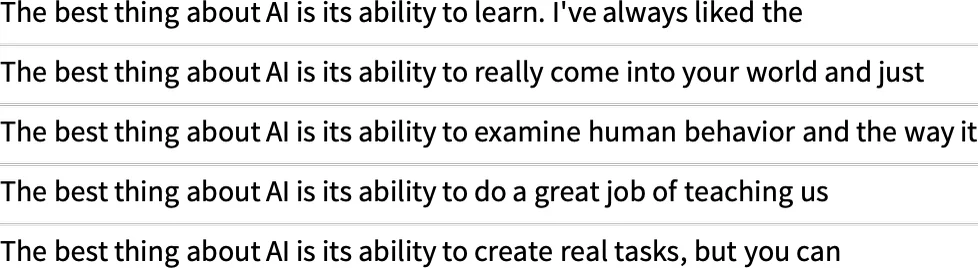 The best thing about AI is its ability to learn. I've always liked the
The best thing about AI is its ability to really come into your world and just
The best thing about AI is its ability to examine human behavior and the way it
The best thing about AI is its ability to do a great job of teaching us
The best thing about AI is its ability to create real tasks, but you can